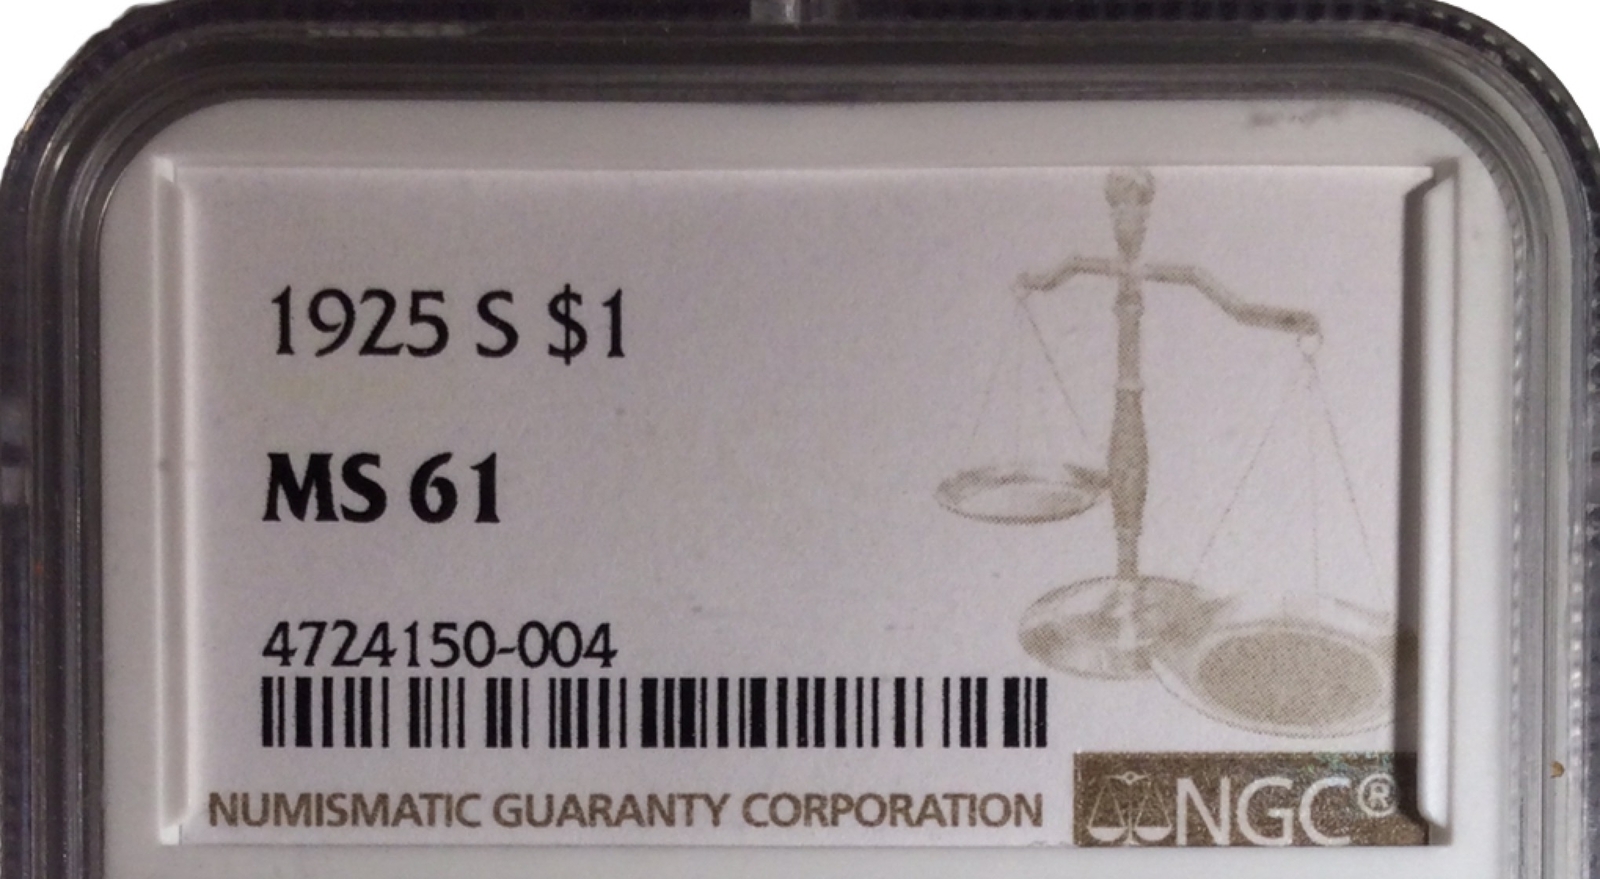 1925 S $1
MS 61
4724150-004
NUMISMATIC GUARANTY CORPORATION
NGC®